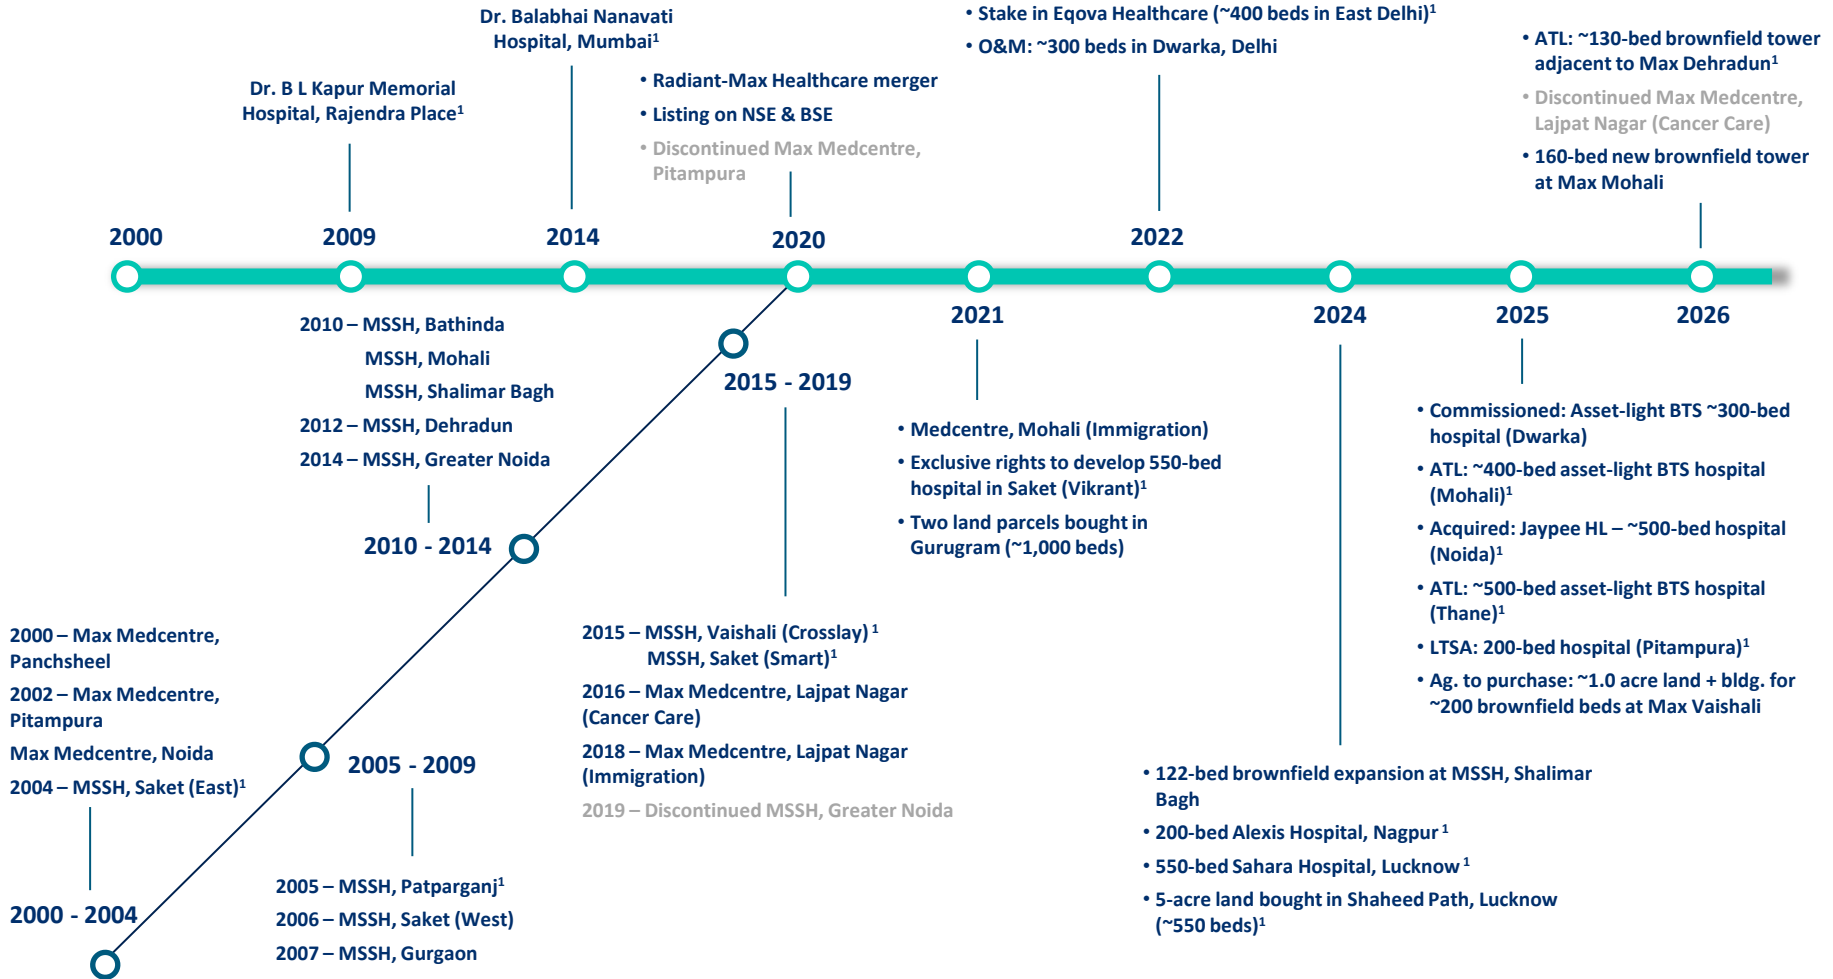 Dr. B L Kapur Memorial
Hospital, Rajendra Place¹
Dr. Balabhai Nanavati
Hospital, Mumbai¹
• Radiant-Max Healthcare merger
• Listing on NSE & BSE
• Discontinued Max Medcentre,
Pitampura
• Stake in Eqova Healthcare (~400 beds in East Delhi)¹
• O&M: ~300 beds in Dwarka, Delhi
• ATL: ~130-bed brownfield tower
adjacent to Max Dehradun¹
• Discontinued Max Medcentre,
Lajpat Nagar (Cancer Care)
• 160-bed new brownfield tower
at Max Mohali
2000
2009
2014
2020
2022
2021
2024
2025
2026
2010 – MSSH, Bathinda
MSSH, Mohali
MSSH, Shalimar Bagh
2012 – MSSH, Dehradun
2014 – MSSH, Greater Noida
2010 - 2014
2015 - 2019
2015 – MSSH, Vaishali (Crosslay) ¹
MSSH, Saket (Smart)¹
2016 – Max Medcentre, Lajpat Nagar
(Cancer Care)
2018 – Max Medcentre, Lajpat Nagar
(Immigration)
2019 – Discontinued MSSH, Greater Noida
2000 – Max Medcentre,
Panchsheel
2002 – Max Medcentre,
Pitampura
Max Medcentre, Noida
2004 – MSSH, Saket (East)¹
2000 - 2004
2005 - 2009
2005 – MSSH, Patparganj¹
2006 – MSSH, Saket (West)
2007 – MSSH, Gurgaon
• Medcentre, Mohali (Immigration)
• Exclusive rights to develop 550-bed
hospital in Saket (Vikrant)¹
• Two land parcels bought in
Gurugram (~1,000 beds)
• 122-bed brownfield expansion at MSSH, Shalimar
Bagh
• 200-bed Alexis Hospital, Nagpur ¹
• 550-bed Sahara Hospital, Lucknow ¹
• 5-acre land bought in Shaheed Path, Lucknow
(~550 beds)¹
• Commissioned: Asset-light BTS ~300-bed
hospital (Dwarka)
• ATL: ~400-bed asset-light BTS hospital
(Mohali)¹
• Acquired: Jaypee HL – ~500-bed hospital
(Noida)¹
• ATL: ~500-bed asset-light BTS hospital
(Thane)¹
• LTSA: 200-bed hospital (Pitampura)¹
• Ag. to purchase: ~1.0 acre land + bldg. for
~200 brownfield beds at Max Vaishali